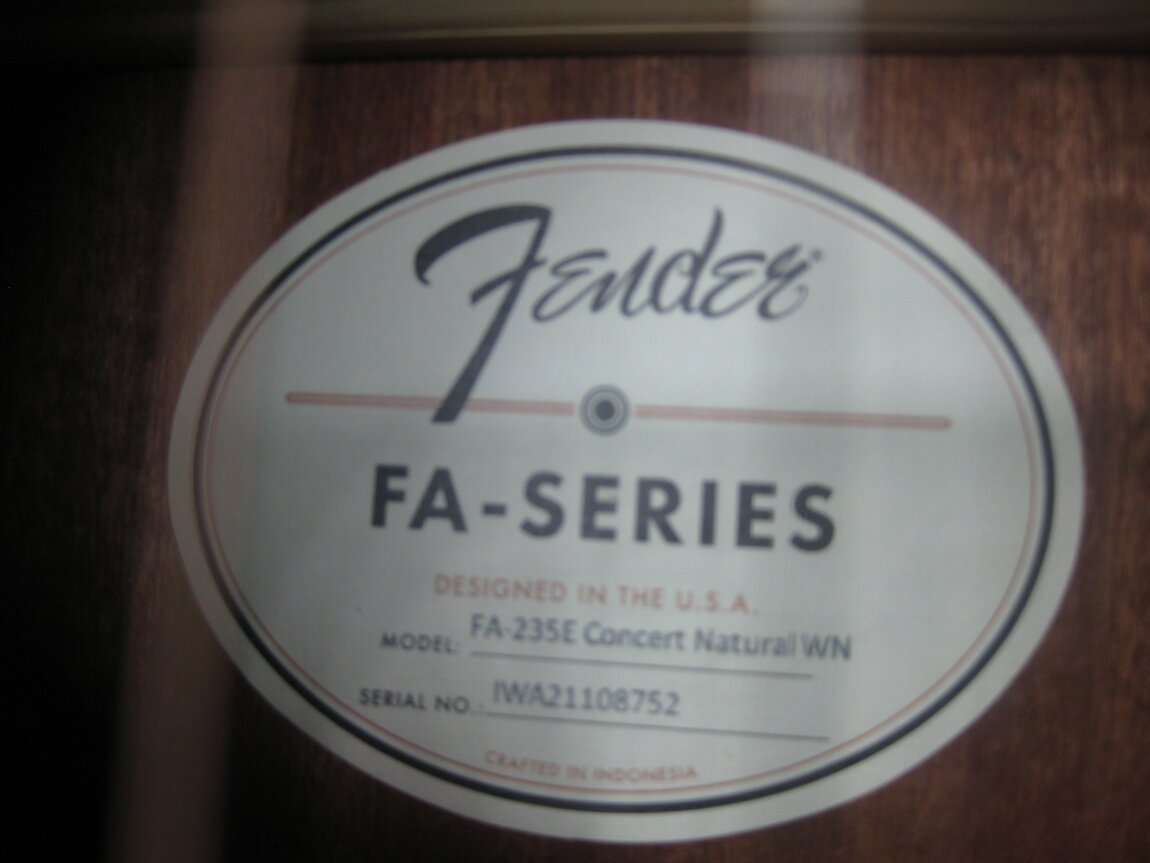 Fender®
FA-SERIES
DESIGNED IN THE U.S.A.
MODEL: FA-235E Concert Natural WN
SERIAL NO.: IWA21108752
CRAFTED IN INDONESIA